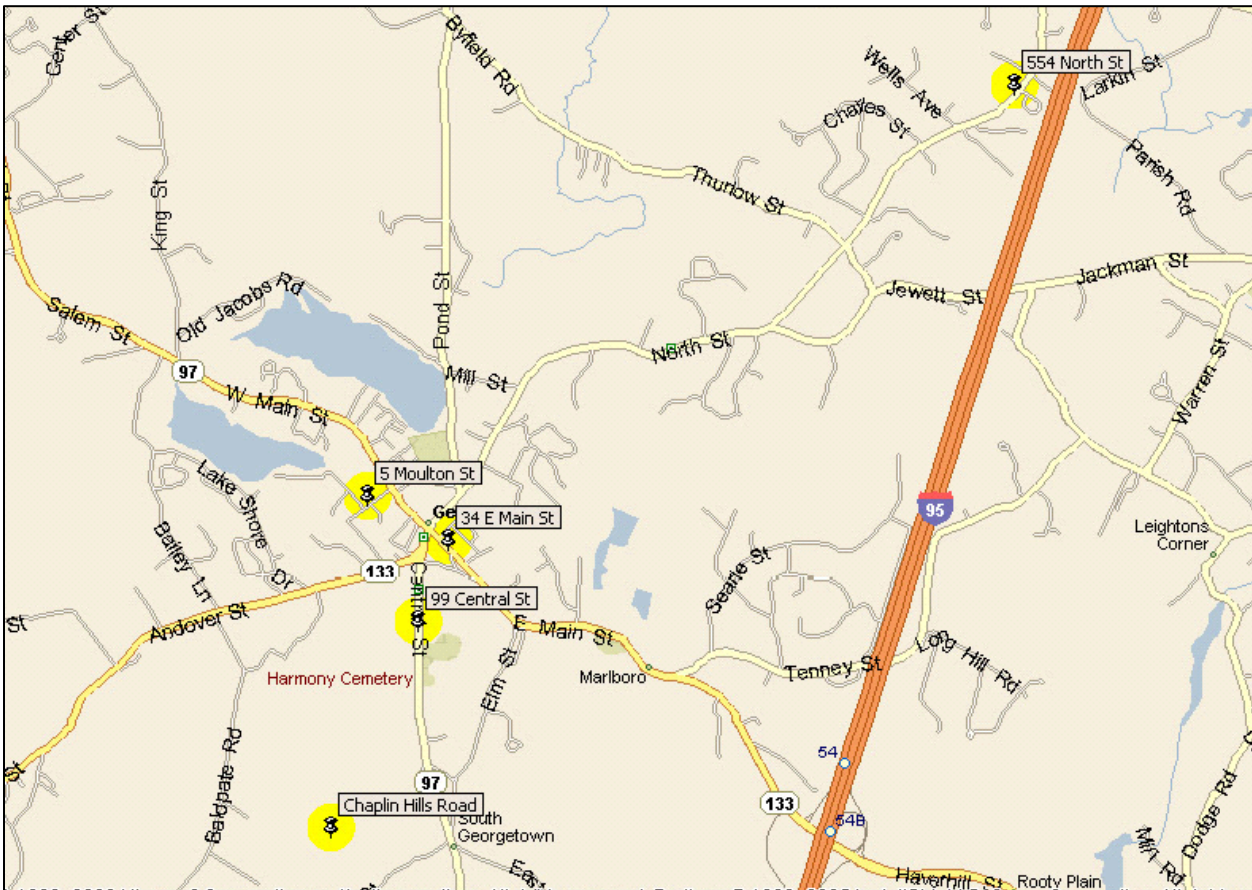 Center St
Byfield Rd
554 North St
Wells Ave
Larkin St
Chales St
Parish Rd
Thurlow St
King St
Pond St
Jackman St
Jewett St
Old Jacobs Rd
Salem St
North St
97
Mill St
W Main St
Warren St
5 Moulton St
Lake Shore Dr
34 E Main St
95
Leightons
Corner
Bailey Ln
133
Searle St
99 Central St
Central St
St
Andover St
E Main St
Harmony Cemetery
Elm St
Marlboro
Tenney St
Long Hill Rd
Baldpate Rd
54
97
Chaplin Hills Road
133
54B
South
Georgetown
Dodge Rd
Mill Rd
Haverhill St
Rooty Plain